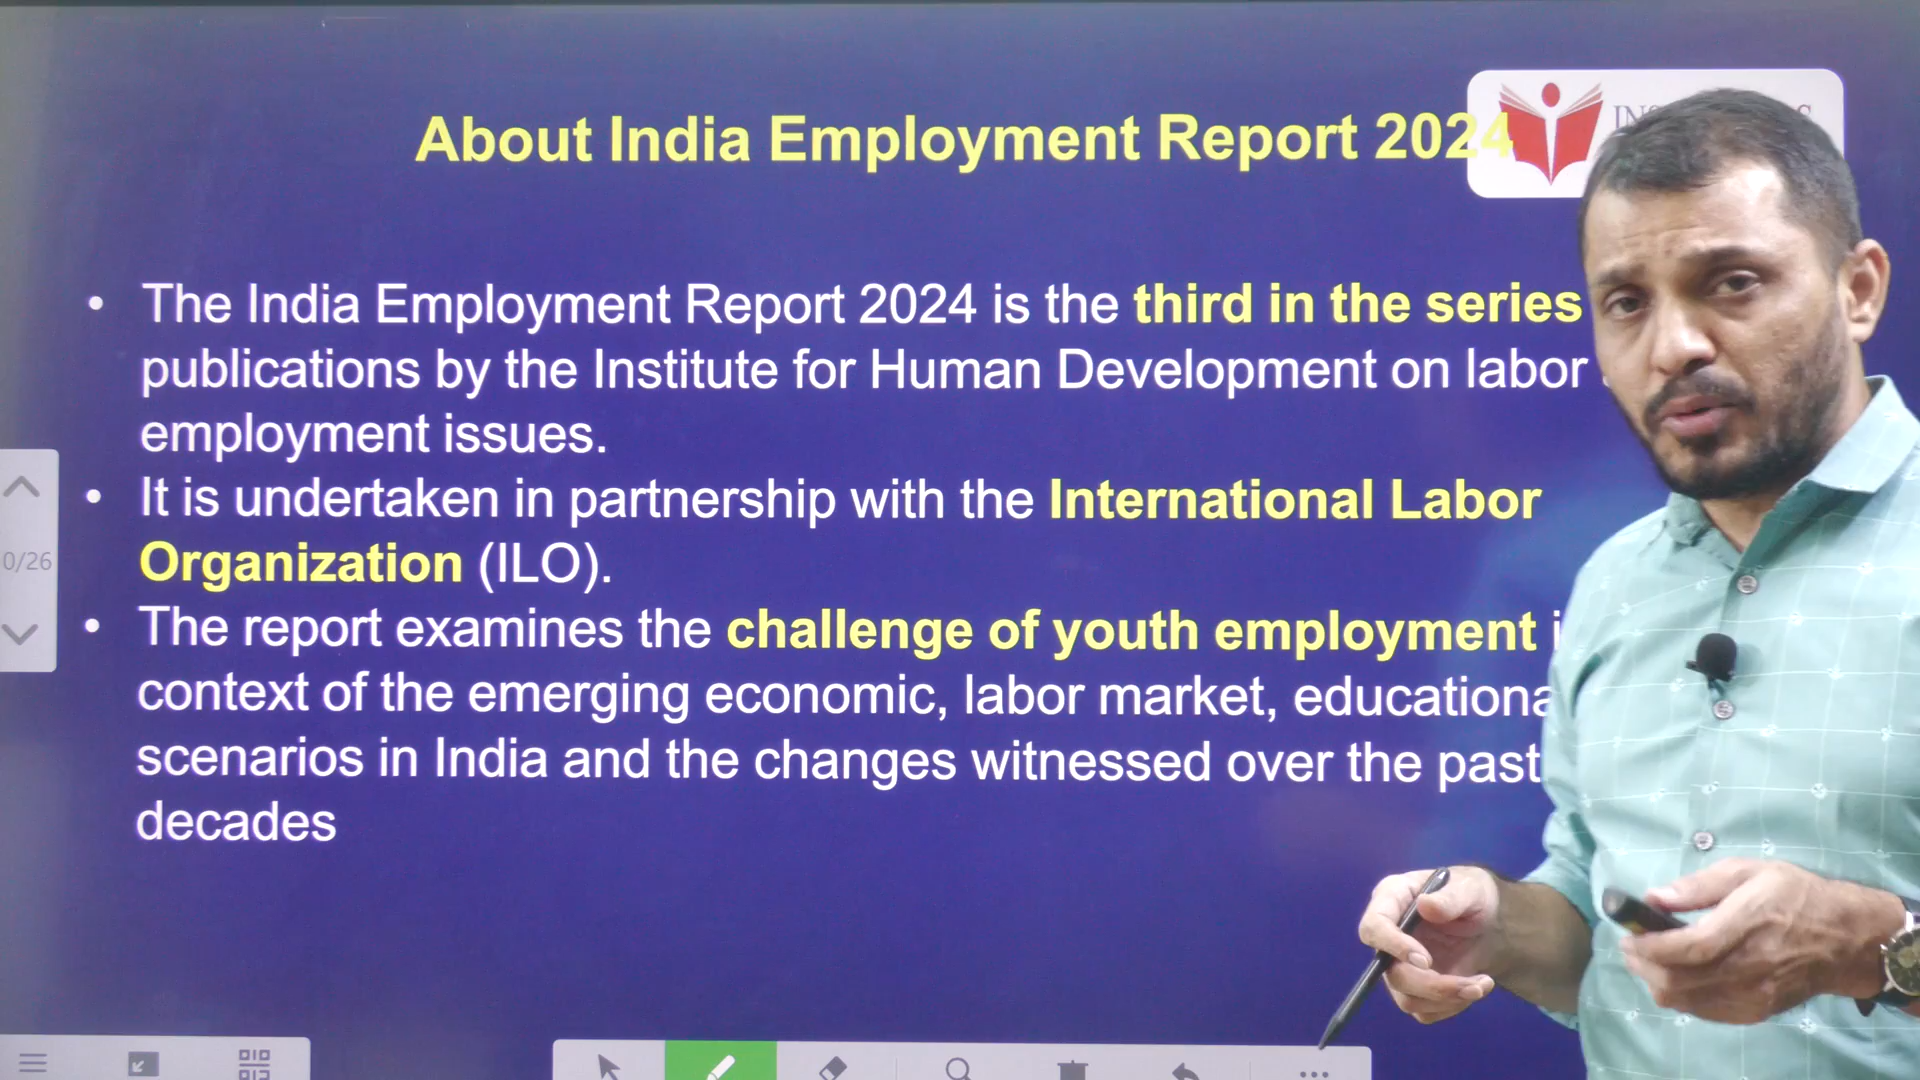 About India Employment Report 2024
• The India Employment Report 2024 is the third in the series
publications by the Institute for Human Development on labor
employment issues.
• It is undertaken in partnership with the International Labor
Organization (ILO).
• The report examines the challenge of youth employment
context of the emerging economic, labor market,
scenarios in India and the changes witnessed over the past
decades
0/26